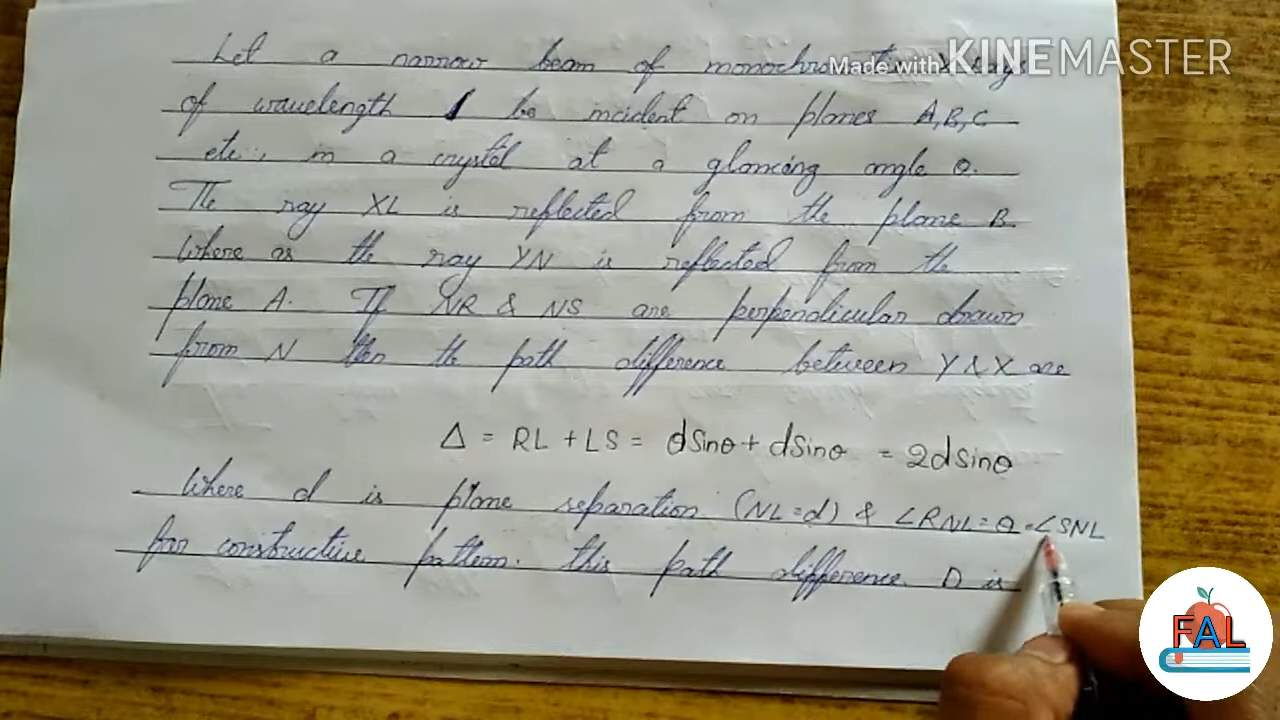 Let a narrow beam of monochromatic X-rays
Made with KINEMASTER
of wavelength λ be incident on planes A, B, C
etc., in a crystal at a glancing angle θ.
The ray XL is reflected from the plane B.
Where as the ray YN is reflected from the
plane A. If NR & NS are perpendicular drawn
from N then the path difference between Y & X are
Δ = RL + LS = dSinθ + dSinθ = 2dSinθ
Where d is plane separation (NL = d) & ∠RNL = θ = ∠SNL
for constructive pattern. this path difference D is
FAL